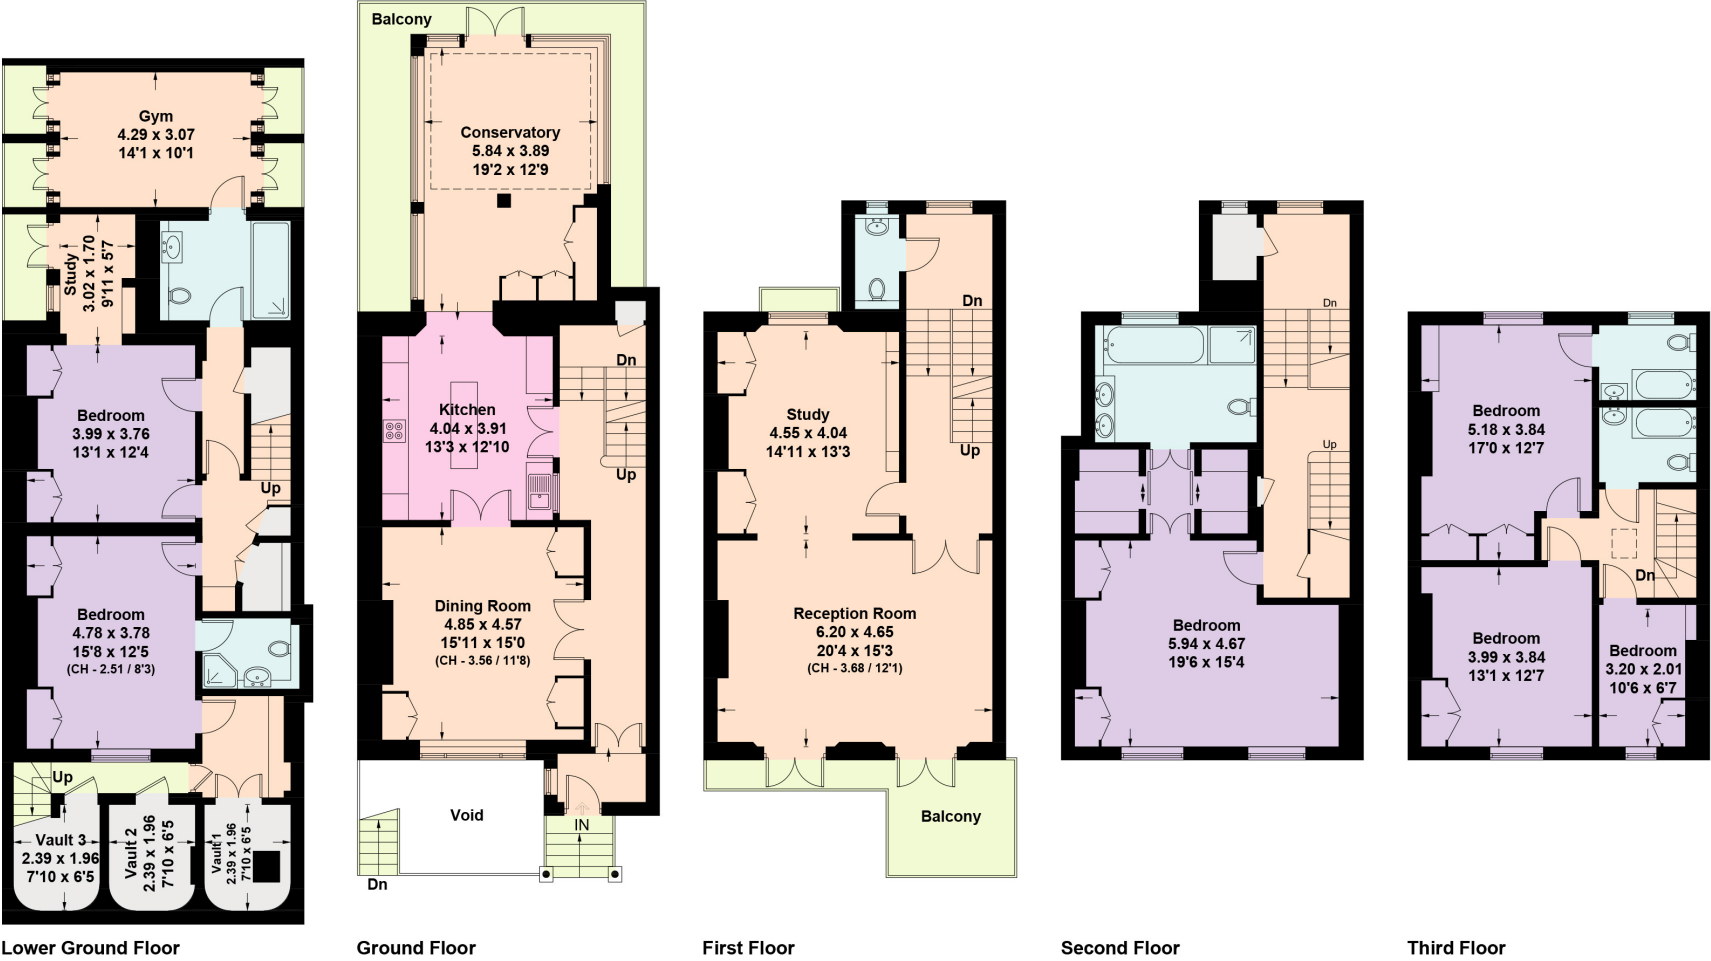 Gym
4.29 x 3.07
14'1 x 10'1
Study
3.02 x 1.70
9'11 x 5'7
Bedroom
3.99 x 3.76
13'1 x 12'4
Up
Bedroom
4.78 x 3.78
15'8 x 12'5
(CH - 2.51 / 8'3)
Up
Vault 3
2.39 x 1.96
7'10 x 6'5
Vault 2
2.39 x 1.96
7'10 x 6'5
Vault 1
2.39 x 1.96
7'10 x 6'5
Lower Ground Floor
Balcony
Conservatory
5.84 x 3.89
19'2 x 12'9
Dn
Kitchen
4.04 x 3.91
13'3 x 12'10
Up
Dining Room
4.85 x 4.57
15'11 x 15'0
(CH - 3.56 / 11'8)
Void
IN
Dn
Ground Floor
Dn
Study
4.55 x 4.04
14'11 x 13'3
Up
Reception Room
6.20 x 4.65
20'4 x 15'3
(CH - 3.68 / 12'1)
Balcony
First Floor
Dn
Up
Bedroom
5.94 x 4.67
19'6 x 15'4
Second Floor
Bedroom
5.18 x 3.84
17'0 x 12'7
Dn
Bedroom
3.99 x 3.84
13'1 x 12'7
Bedroom
3.20 x 2.01
10'6 x 6'7
Third Floor